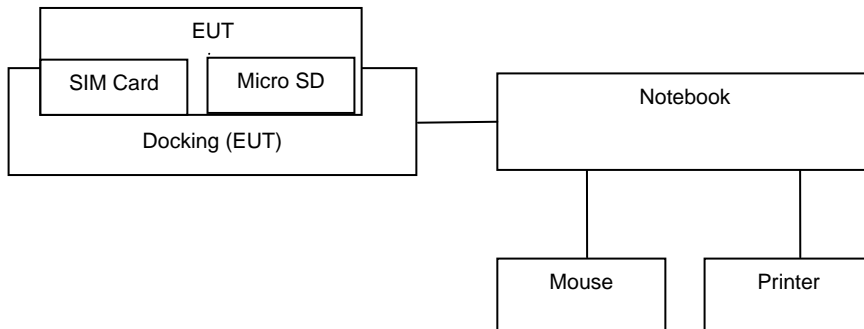 EUT
SIM Card
Micro SD
Docking (EUT)
Notebook
Mouse
Printer